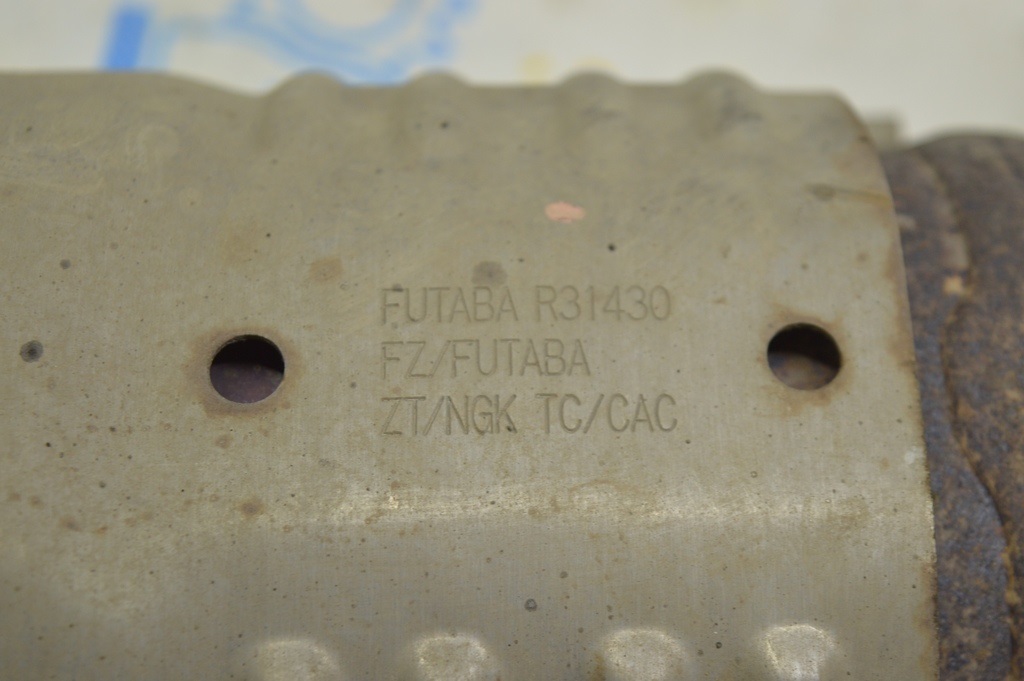 FUTABA R31430
FZ/FUTABA
ZT/NGK TC/CAC